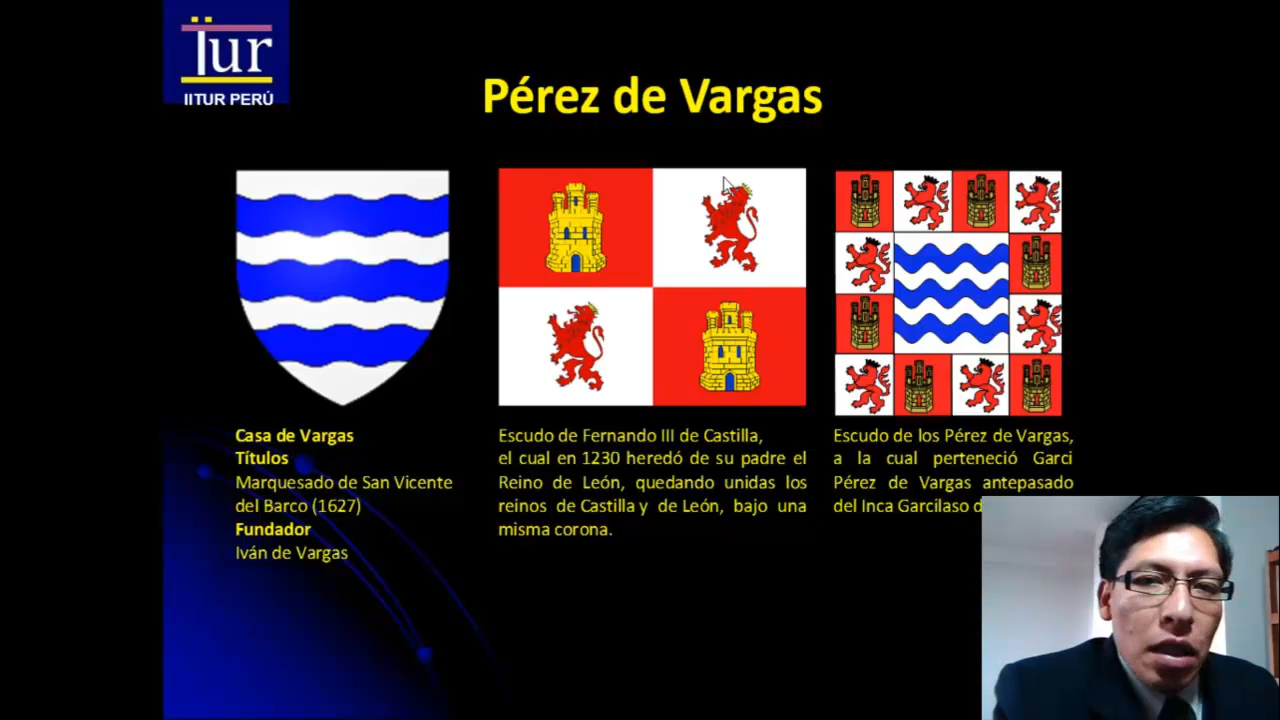 ïur
IITUR PERÚ
Pérez de Vargas
Casa de Vargas
Títulos
Marquesado de San Vicente
del Barco (1627)
Fundador
Iván de Vargas
Escudo de Fernando III de Castilla,
el cual en 1230 heredó de su padre el
Reino de León, quedando unidas los
reinos de Castilla y de León, bajo una
misma corona.
Escudo de los Pérez de Vargas,
a la cual perteneció Garci
Pérez de Vargas antepasado
del Inca Garcilaso